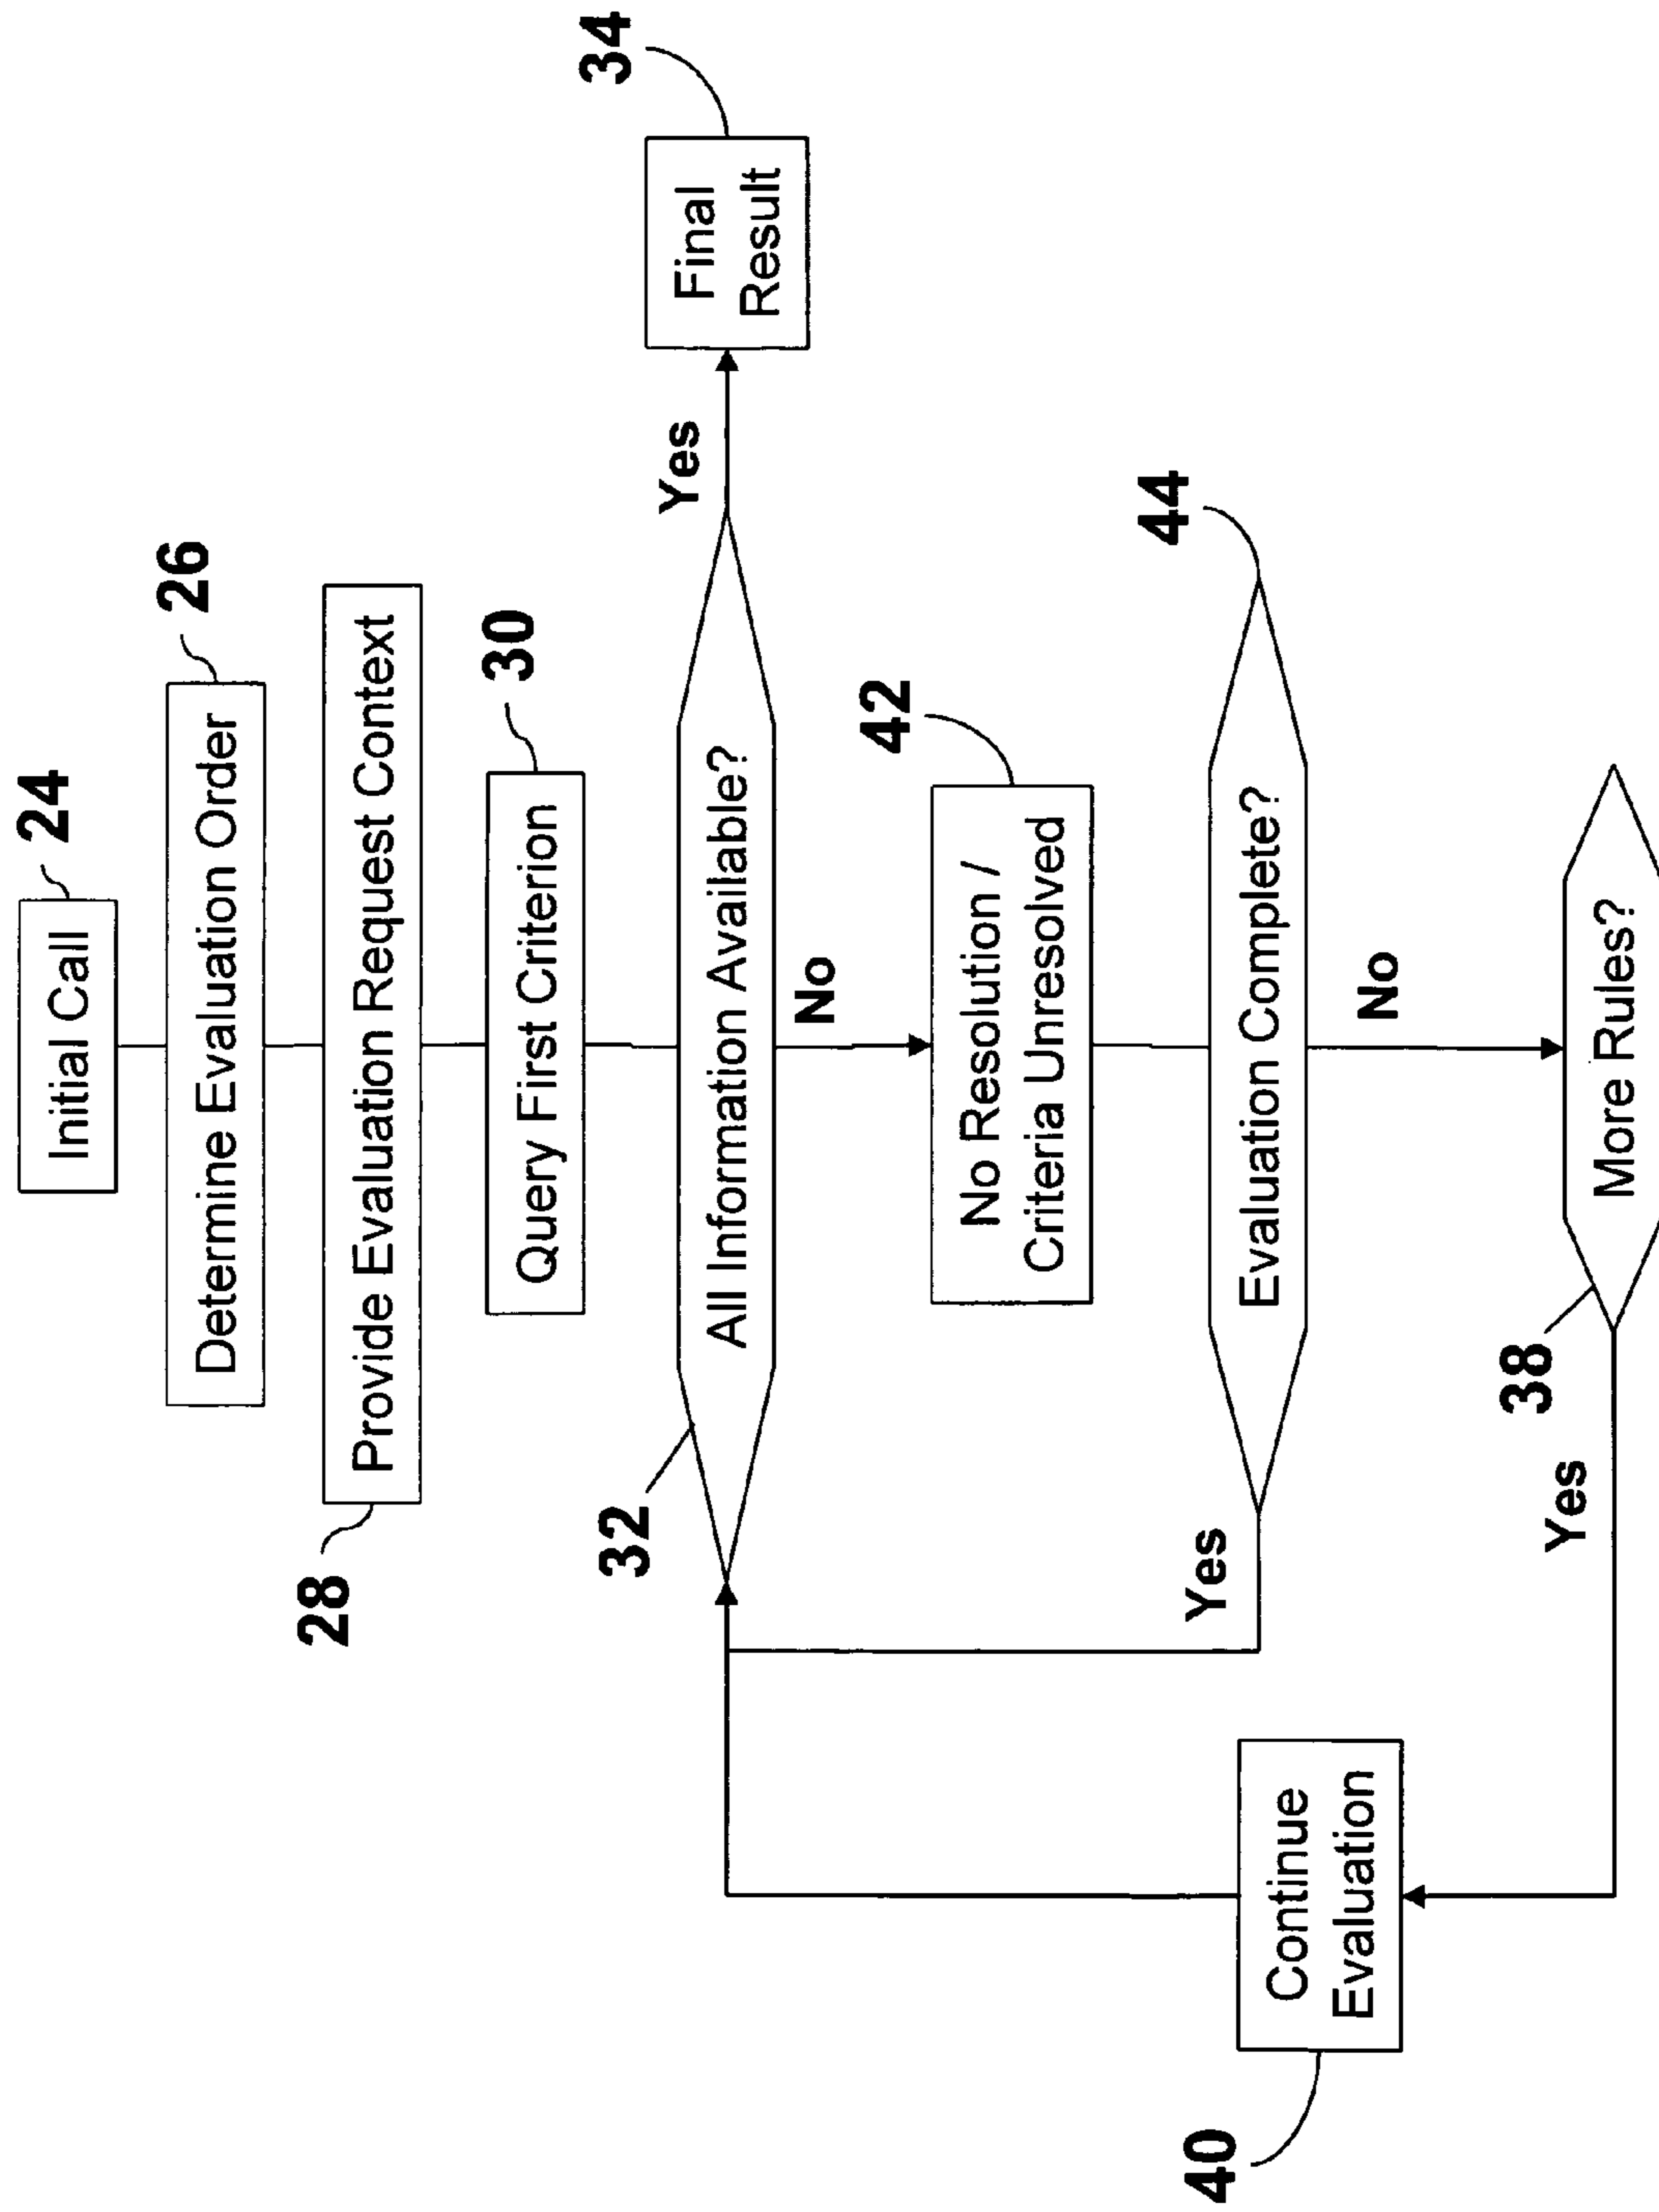 24
Initial Call
26
Determine Evaluation Order
28
Provide Evaluation Request Context
30
Query First Criterion
32
All Information Available?
Yes
34
Final
Result
No
42
No Resolution /
Criteria Unresolved
44
Evaluation Complete?
Yes
No
40
Continue
Evaluation
38
More Rules?
Yes